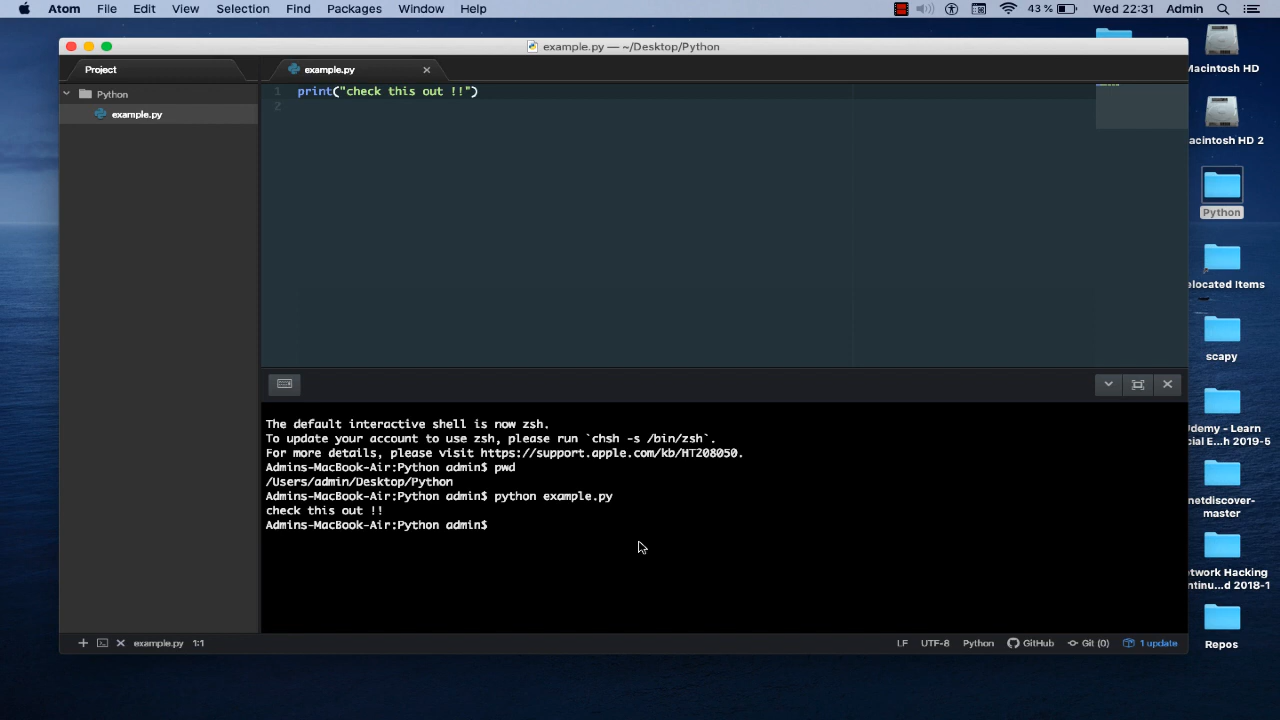 Atom File Edit View Selection Find Packages Window Help 43 % Wed 22:31 Admin
example.py — ~/Desktop/Python
Project
example.py
Python
example.py
1 print("check this out !!")
2
The default interactive shell is now zsh.
To update your account to use zsh, please run `chsh -s /bin/zsh`.
For more details, please visit https://support.apple.com/kb/HT208050.
Admins-MacBook-Air:Python admin$ pwd
/Users/admin/Desktop/Python
Admins-MacBook-Air:Python admin$ python example.py
check this out !!
Admins-MacBook-Air:Python admin$
example.py 1:1 LF UTF-8 Python GitHub Git (0) 1 update
Macintosh HD
acintosh HD 2
Python
elocated Items
scapy
Udemy - Learn
cial E...h 2019-5
netdiscover-
master
etwork Hacking
ntinu...d 2018-1
Repos